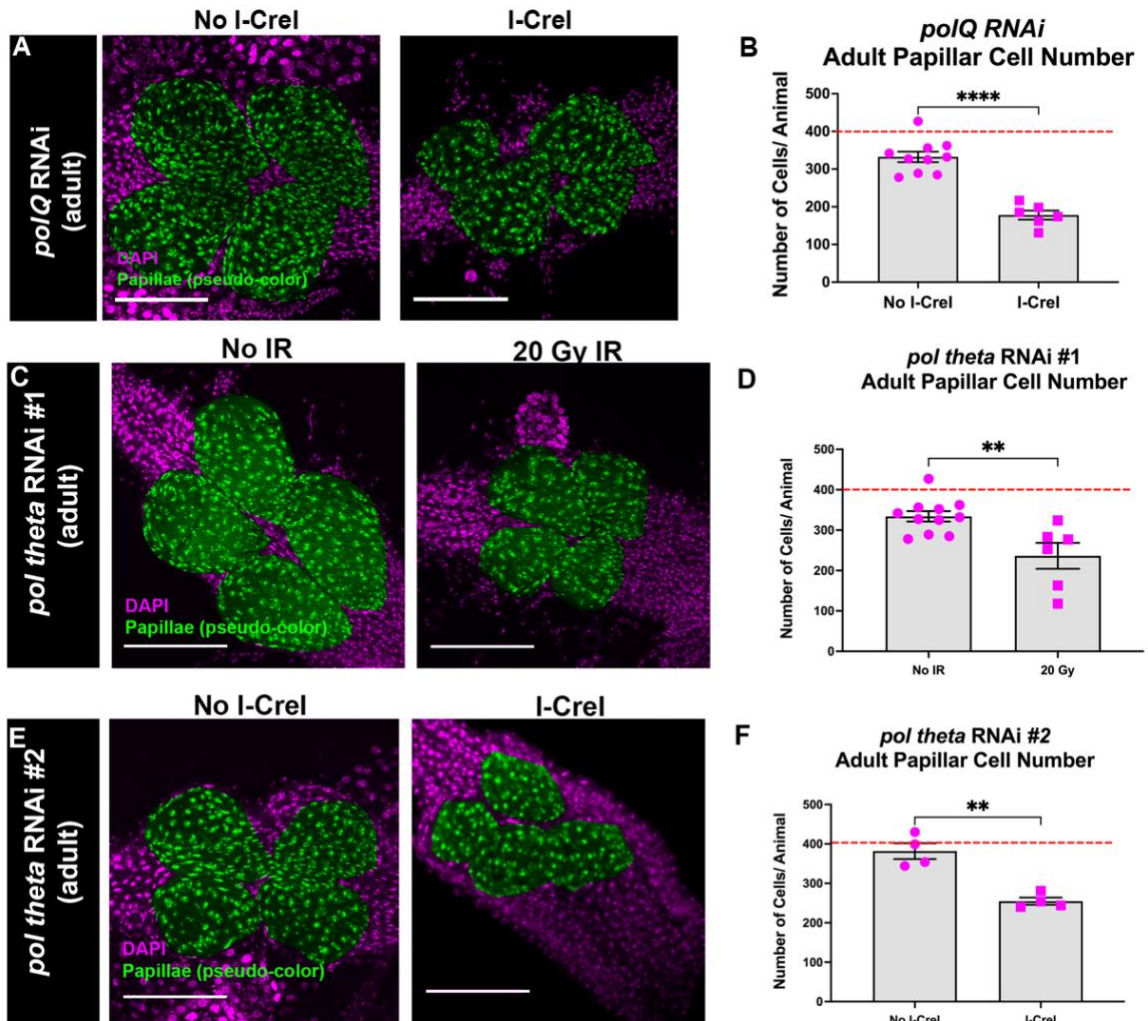 No I-CreI
I-CreI
A
polQ RNAi
(adult)
DAPI
Papillae (pseudo-color)
B
polQ RNAi
Adult Papillar Cell Number
Number of Cells/ Animal
500
400
300
200
100
0
****
No I-CreI
I-CreI
No IR
20 Gy IR
C
pol theta RNAi #1
(adult)
DAPI
Papillae (pseudo-color)
D
pol theta RNAi #1
Adult Papillar Cell Number
Number of Cells/ Animal
500
400
300
200
100
0
**
No IR
20 Gy
No I-CreI
I-CreI
E
pol theta RNAi #2
(adult)
DAPI
Papillae (pseudo-color)
F
pol theta RNAi #2
Adult Papillar Cell Number
Number of Cells/ Animal
500
400
300
200
100
0
**
No I-CreI
I-CreI